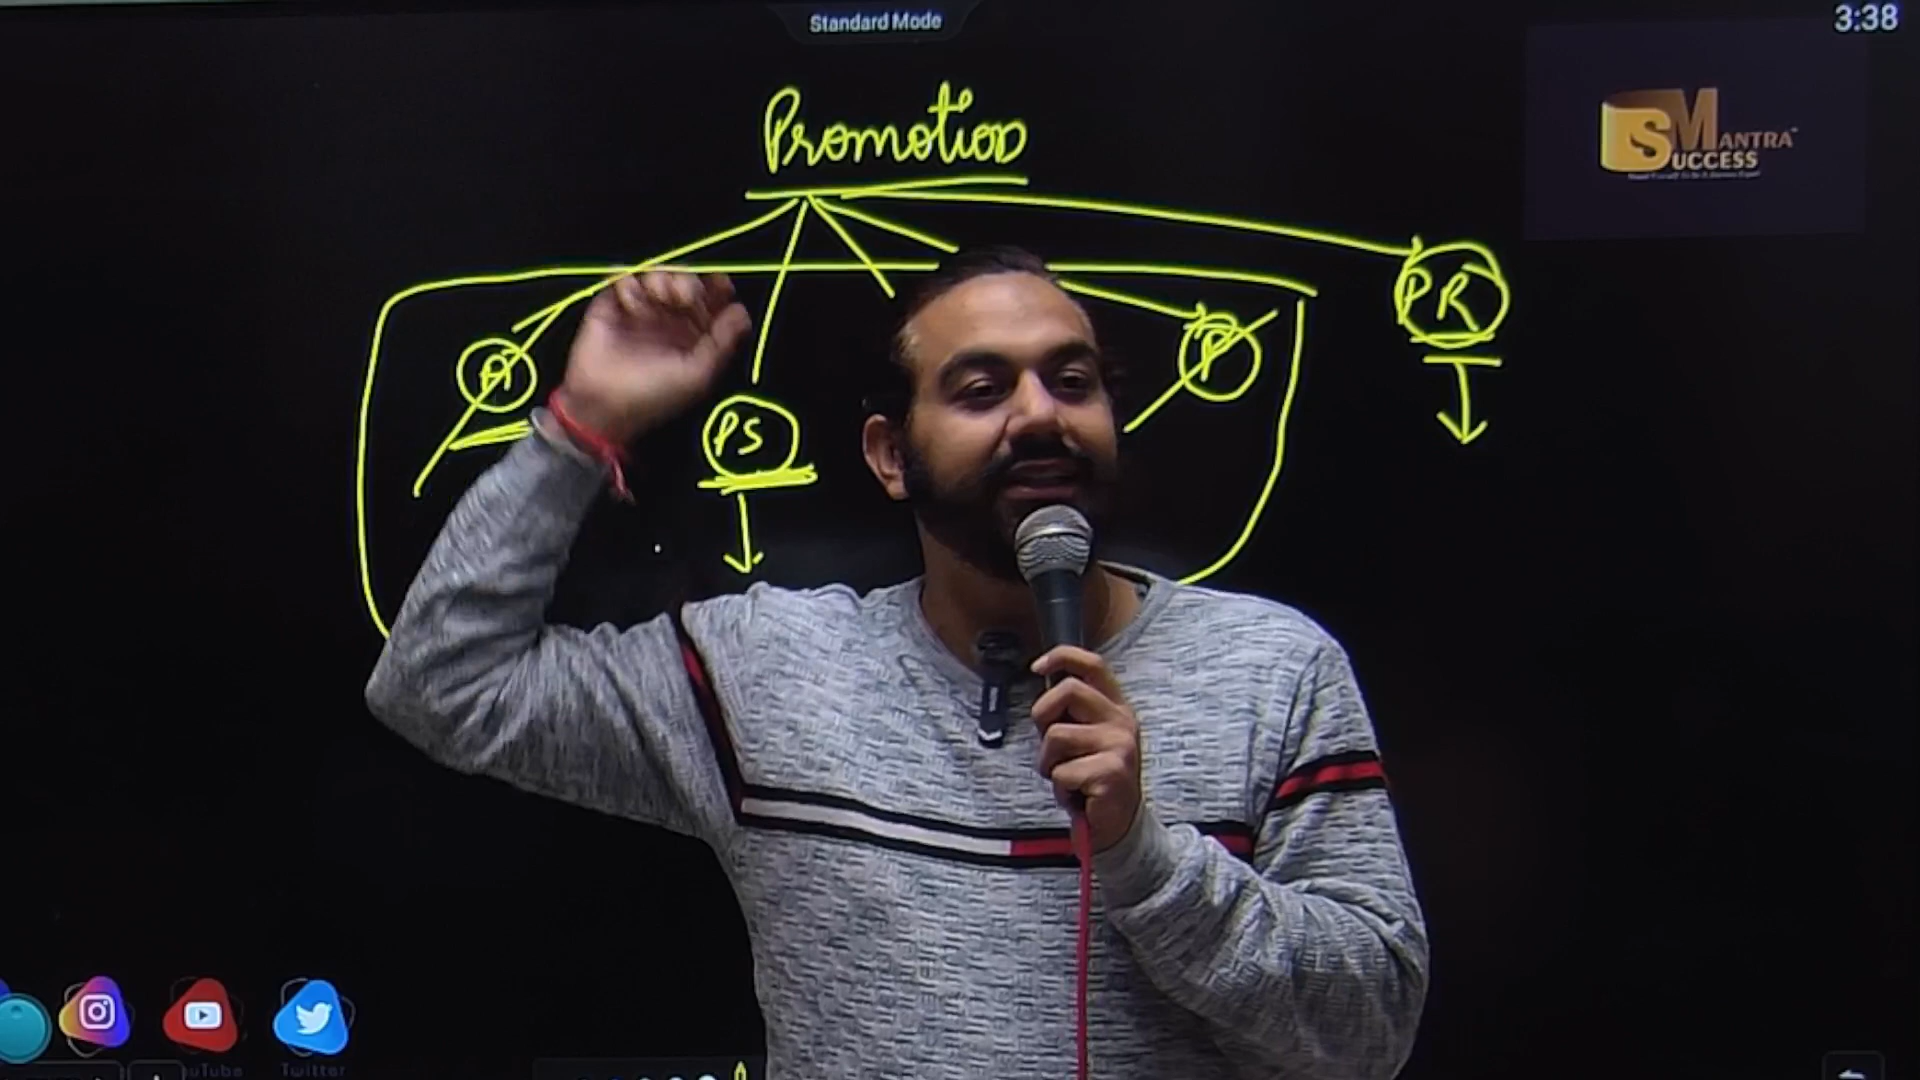 Standard Mode
3:38
Promotion
MANTRA
SUCCESS
PR
A
P
PS
Twitter